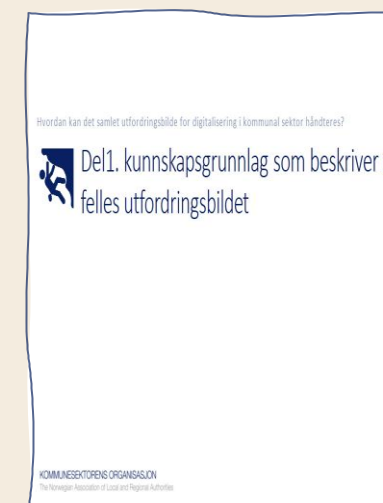 Hvordan kan det samlet utfordringsbilde for digitalisering i kommunal sektor håndteres?
Del1. kunnskapsgrunnlag som beskriver
felles utfordringsbildet
KOMMUNESEKTORENS ORGANISASJON
The Norwegian Association of Local and Regional Authorities